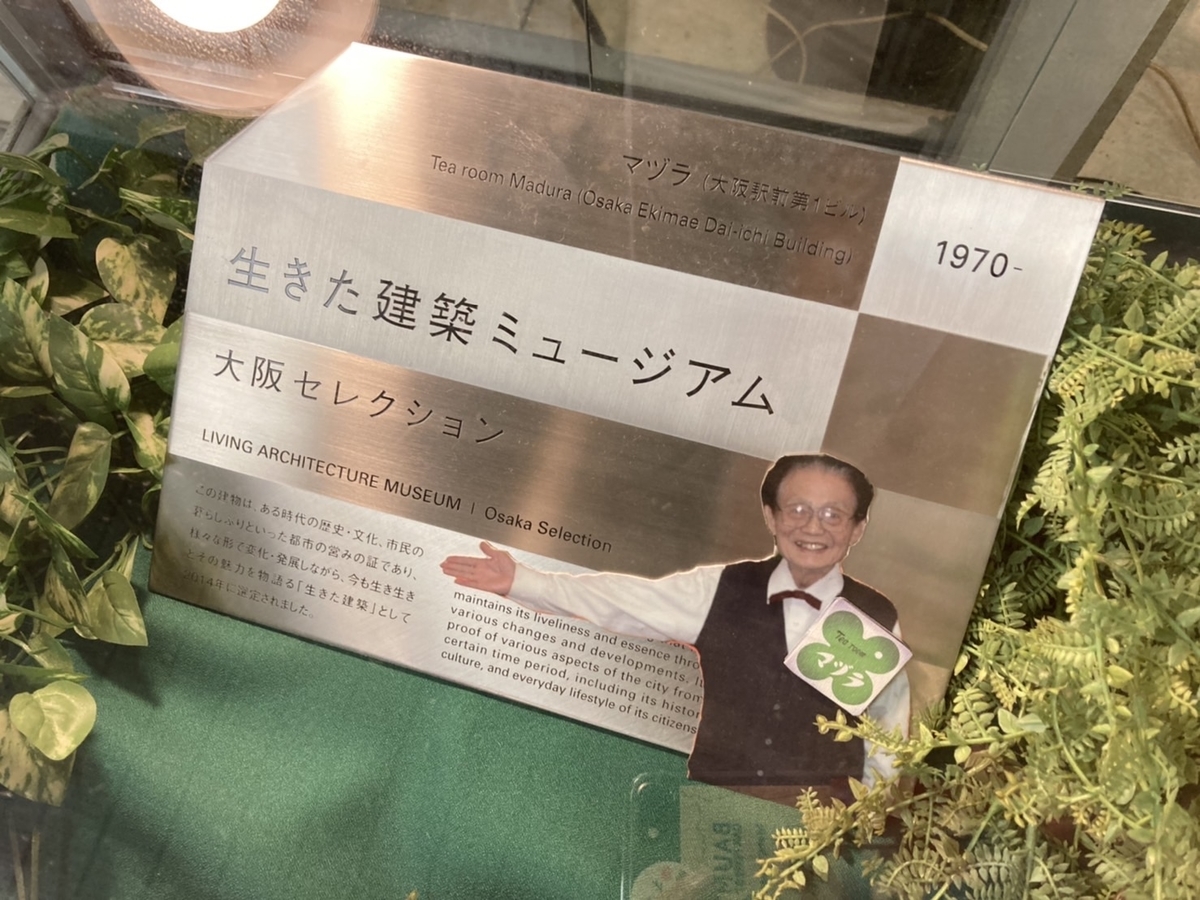 マヅラ (大阪駅前第1ビル)
Tea room Madura (Osaka Ekimae Dai-ichi Building)
1970-
生きた建築ミュージアム
大阪セレクション
LIVING ARCHITECTURE MUSEUM | Osaka Selection
この建物は、ある時代の歴史・文化、市民の
暮らしぶりといった都市の営みの証であり、
様々な形で変化・発展しながら、今も生き生き
とその魅力を物語る「生きた建築」として
2014年に選定されました。
maintains its liveliness and essence thro
various changes and developments. It
proof of various aspects of the city from
certain time period, including its histor
culture, and everyday lifestyle of its citizens
Tea room
マヅラ